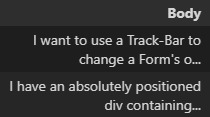 Body
I want to use a Track-Bar to
change a Form's o...
I have an absolutely positioned
div containing...